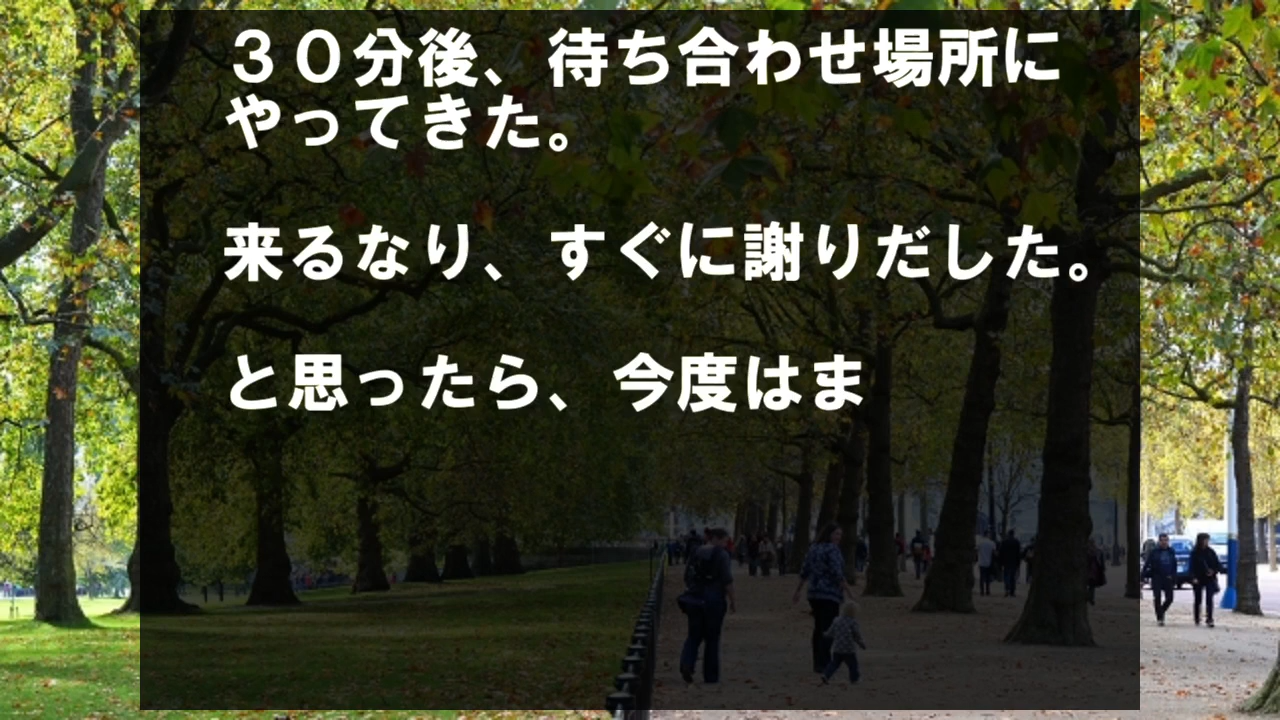 ３０分後、待ち合わせ場所に
やってきた。
来るなり、すぐに謝りだした。
と思ったら、今度はま